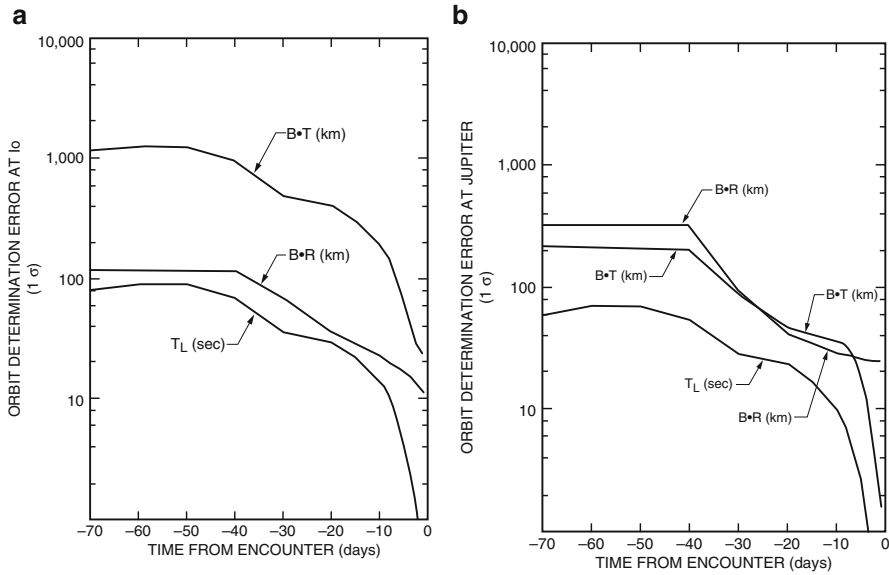 a
10,000
1,000
100
10
ORBIT DETERMINATION ERROR AT Io
(1 σ)
B•T (km)
B•R (km)
T_L (sec)
–70 –60 –50 –40 –30 –20 –10 0
TIME FROM ENCOUNTER (days)
b
10,000
1,000
100
10
ORBIT DETERMINATION ERROR AT JUPITER
(1 σ)
B•R (km)
B•T (km)
B•T (km)
T_L (sec)
B•R (km)
–70 –60 –50 –40 –30 –20 –10 0
TIME FROM ENCOUNTER (days)